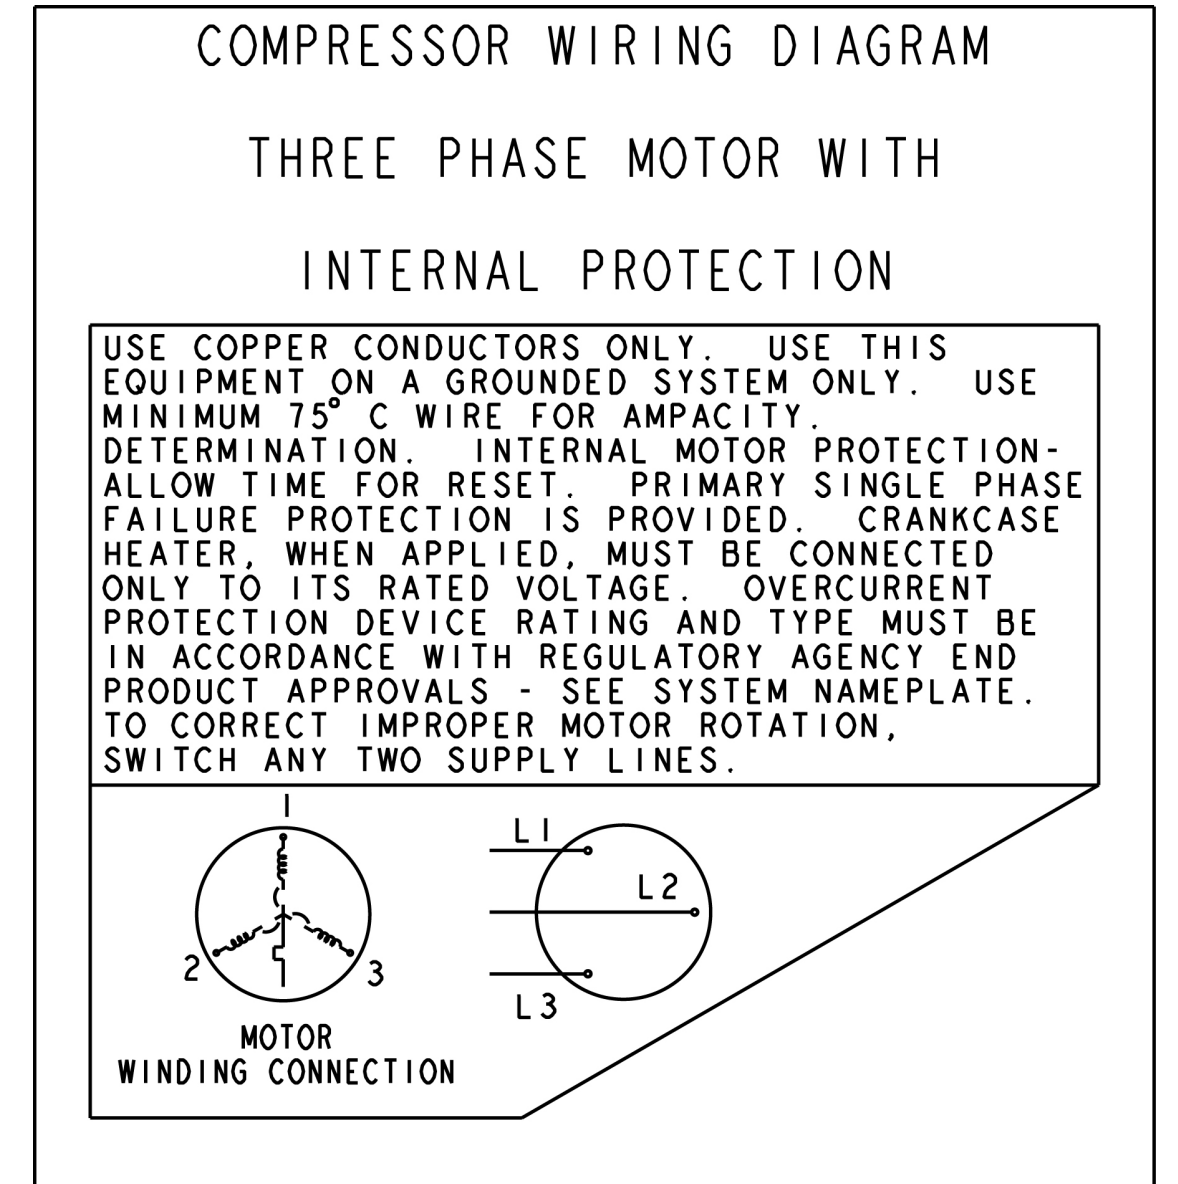 COMPRESSOR WIRING DIAGRAM
THREE PHASE MOTOR WITH
INTERNAL PROTECTION
USE COPPER CONDUCTORS ONLY. USE THIS
EQUIPMENT ON A GROUNDED SYSTEM ONLY. USE
MINIMUM 75° C WIRE FOR AMPACITY.
DETERMINATION. INTERNAL MOTOR PROTECTION-
ALLOW TIME FOR RESET. PRIMARY SINGLE PHASE
FAILURE PROTECTION IS PROVIDED. CRANKCASE
HEATER, WHEN APPLIED, MUST BE CONNECTED
ONLY TO ITS RATED VOLTAGE. OVERCURRENT
PROTECTION DEVICE RATING AND TYPE MUST BE
IN ACCORDANCE WITH REGULATORY AGENCY END
PRODUCT APPROVALS - SEE SYSTEM NAMEPLATE.
TO CORRECT IMPROPER MOTOR ROTATION,
SWITCH ANY TWO SUPPLY LINES.
1
2
3
MOTOR
WINDING CONNECTION
L1
L2
L3